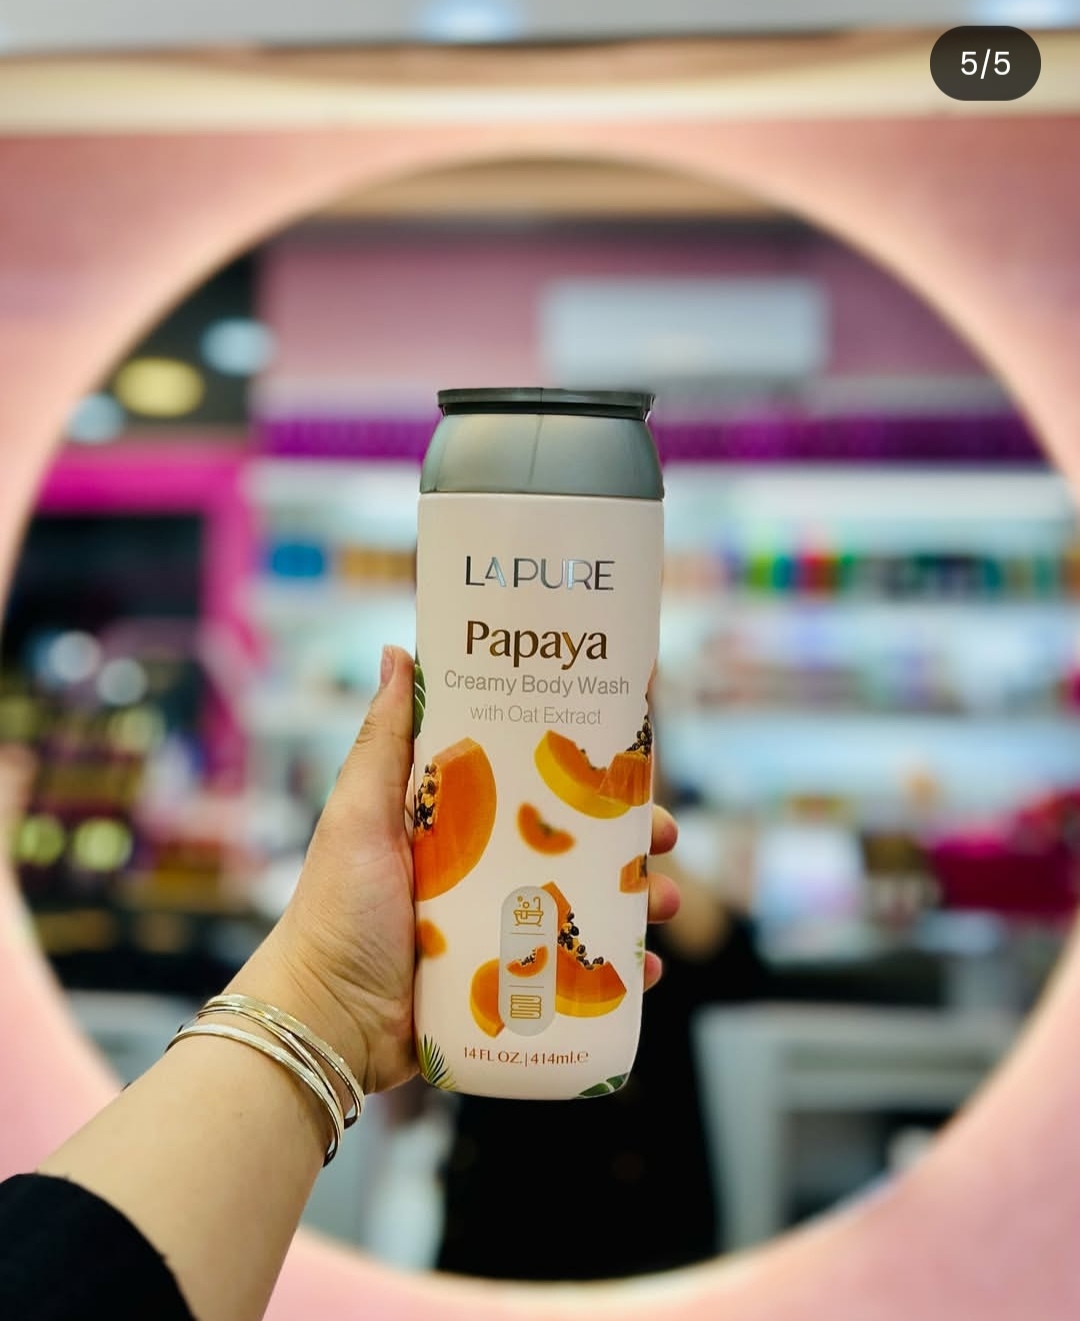 5/5
LA PURE
Papaya
Creamy Body Wash
with Oat Extract
14 FL OZ.|414ml.℮